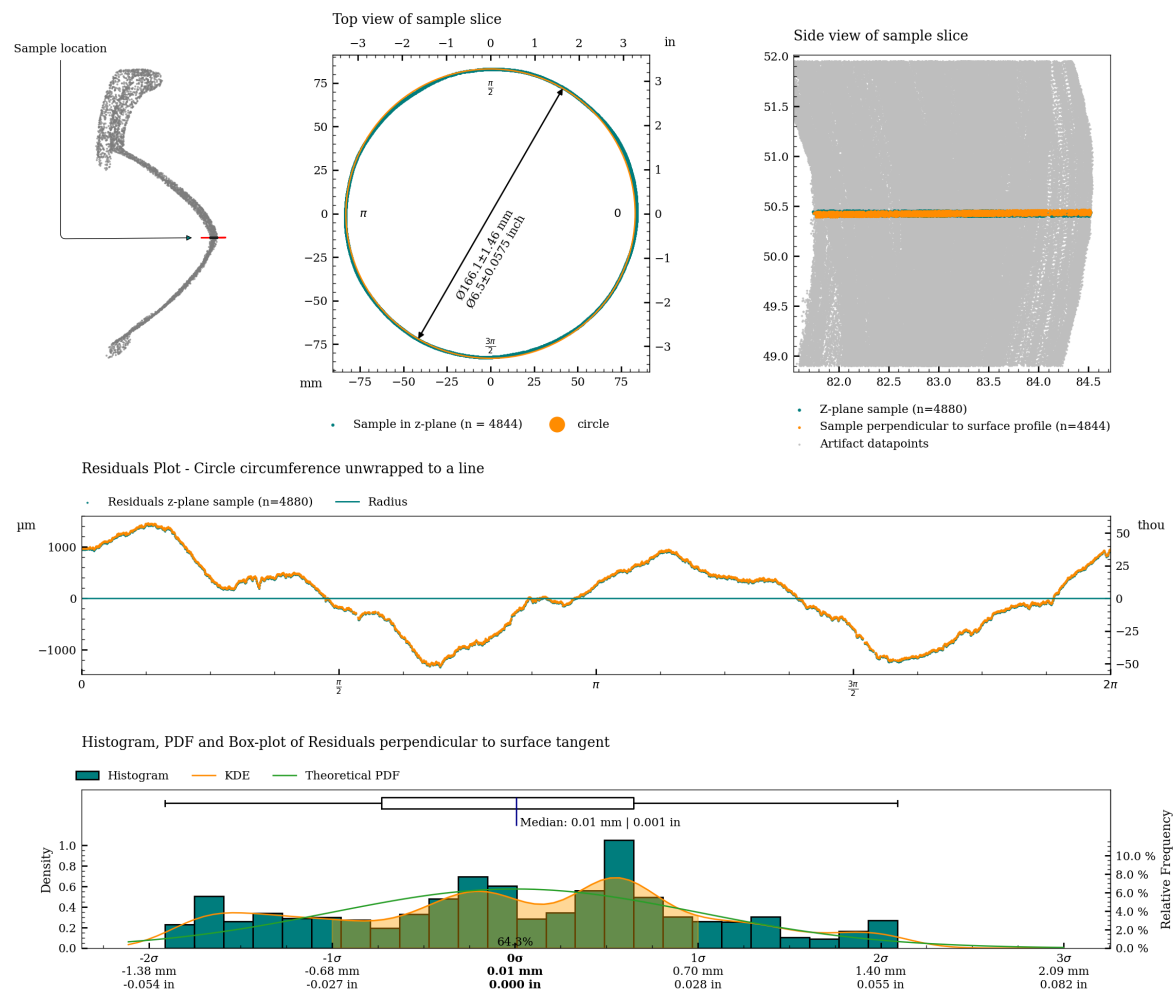 Sample location
Top view of sample slice
−3 −2 −1 0 1 2 3 in
75
50
25
0
−25
−50
−75
3
2
1
0
−1
−2
−3
π/2
π
0
3π/2
Ø166.1±1.46 mm
Ø6.5±0.0575 inch
mm −75 −50 −25 0 25 50 75
Sample in z-plane (n = 4844) circle
Side view of sample slice
52.0
51.5
51.0
50.5
50.0
49.5
49.0
82.0 82.5 83.0 83.5 84.0 84.5
Z-plane sample (n=4880)
Sample perpendicular to surface profile (n=4844)
Artifact datapoints
Residuals Plot - Circle circumference unwrapped to a line
Residuals z-plane sample (n=4880) Radius
µm
1000
0
−1000
thou
50
25
0
−25
−50
0 π/2 π 3π/2 2π
Histogram, PDF and Box-plot of Residuals perpendicular to surface tangent
Histogram KDE Theoretical PDF
Median: 0.01 mm | 0.001 in
Density
1.0
0.8
0.6
0.4
0.2
0.0
Relative Frequency
10.0 %
8.0 %
6.0 %
4.0 %
2.0 %
0.0 %
64.3%
-2σ -1σ 0σ 1σ 2σ 3σ
-1.38 mm -0.68 mm 0.01 mm 0.70 mm 1.40 mm 2.09 mm
-0.054 in -0.027 in 0.000 in 0.028 in 0.055 in 0.082 in